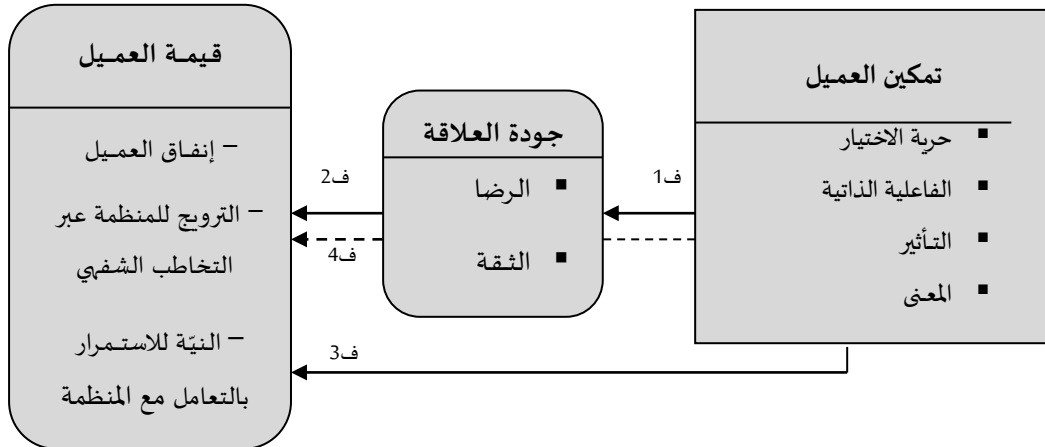 تمكين العميل
▪ حرية الاختيار
▪ الفاعلية الذاتية
▪ التأثير
▪ المعنى
ف1
جودة العلاقة
▪ الرضا
▪ الثقة
ف2
ف4
ف3
قيمة العميل
– إنفاق العميل
– الترويج للمنظمة عبر
التخاطب الشفهي
– النيّة للاستمرار
بالتعامل مع المنظمة